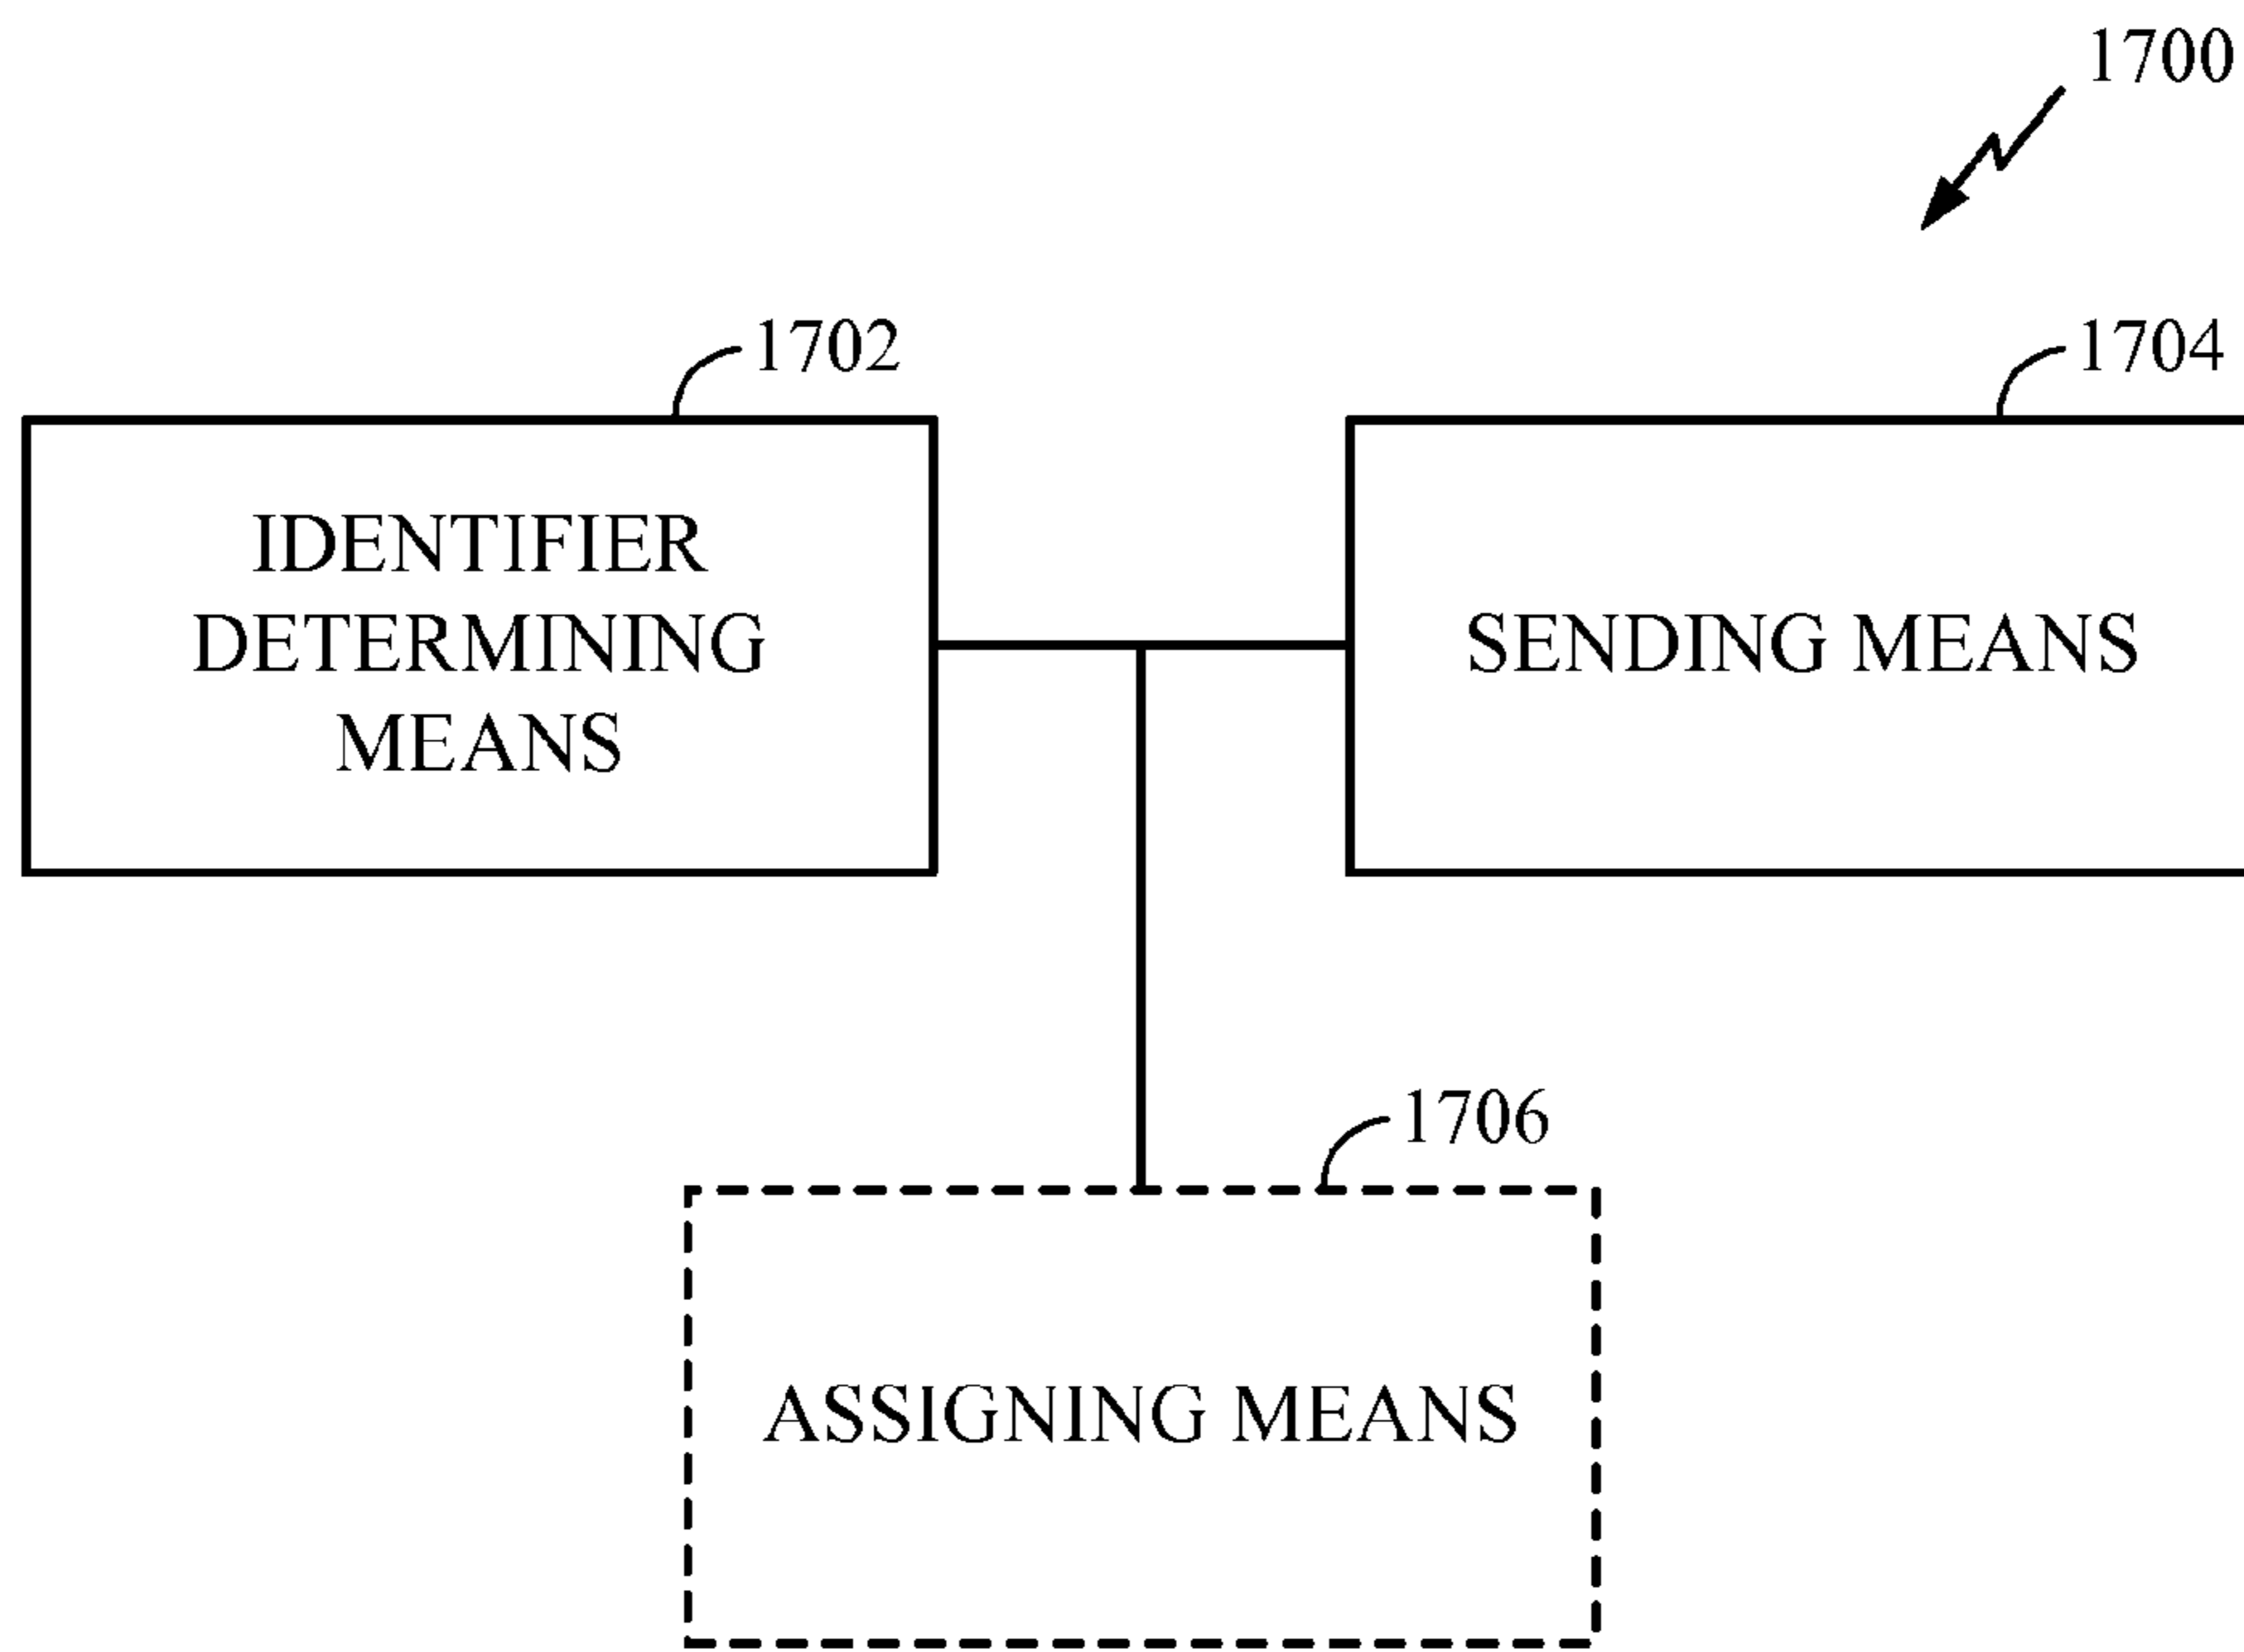 1700
1702
1704
IDENTIFIER
DETERMINING
MEANS
SENDING MEANS
1706
ASSIGNING MEANS